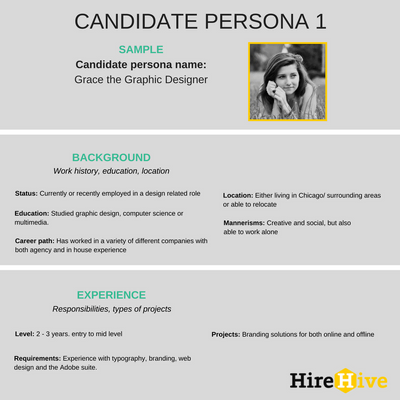 CANDIDATE PERSONA 1
SAMPLE
Candidate persona name:
Grace the Graphic Designer
BACKGROUND
Work history, education, location
Status: Currently or recently employed in a design related role
Education: Studied graphic design, computer science or
multimedia.
Career path: Has worked in a variety of different companies with
both agency and in house experience
Location: Either living in Chicago/ surrounding areas
or able to relocate
Mannerisms: Creative and social, but also
able to work alone
EXPERIENCE
Responsibilities, types of projects
Level: 2 - 3 years. entry to mid level
Requirements: Experience with typography, branding, web
design and the Adobe suite.
Projects: Branding solutions for both online and offline
HireHive